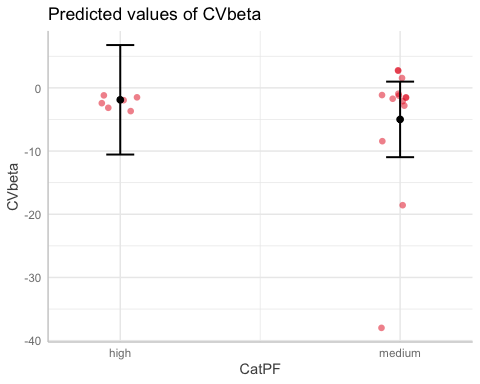 Predicted values of CVbeta
0
-10
-20
-30
-40
CVbeta
high
medium
CatPF